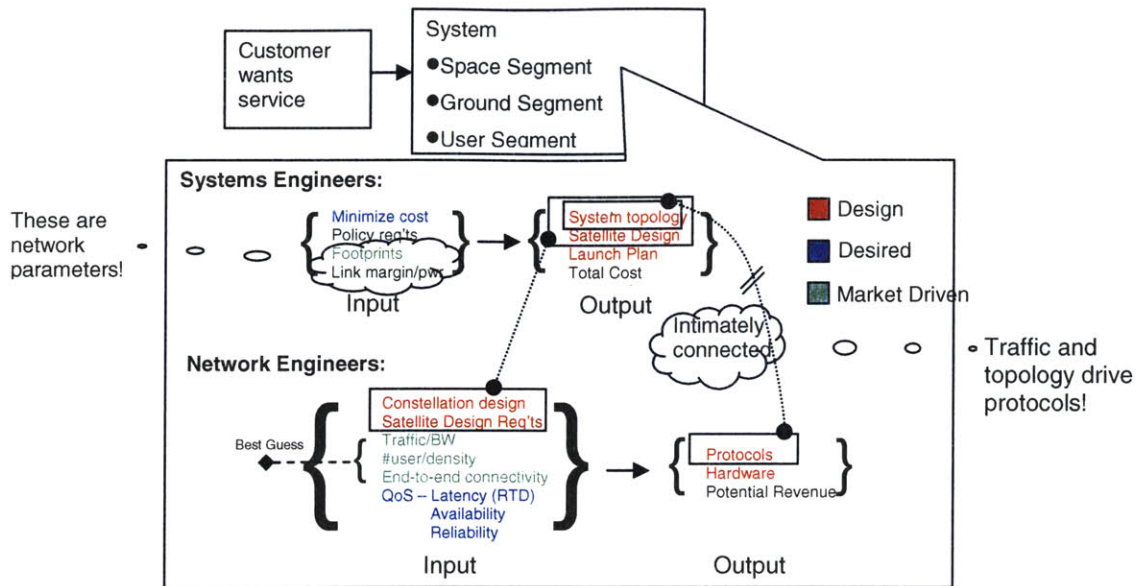 Customer
wants
service
System
●Space Segment
●Ground Segment
●User Segment
Systems Engineers:
These are
network
parameters!
Minimize cost
Policy req'ts
Footprints
Link margin/pwr
Input
System topology
Satellite Design
Launch Plan
Total Cost
Output
Design
Desired
Market Driven
Intimately
connected
Traffic and
topology drive
protocols!
Network Engineers:
Best Guess
Constellation design
Satellite Design Req'ts
Traffic/BW
#user/density
End-to-end connectivity
QoS – Latency (RTD)
Availability
Reliability
Input
Protocols
Hardware
Potential Revenue
Output